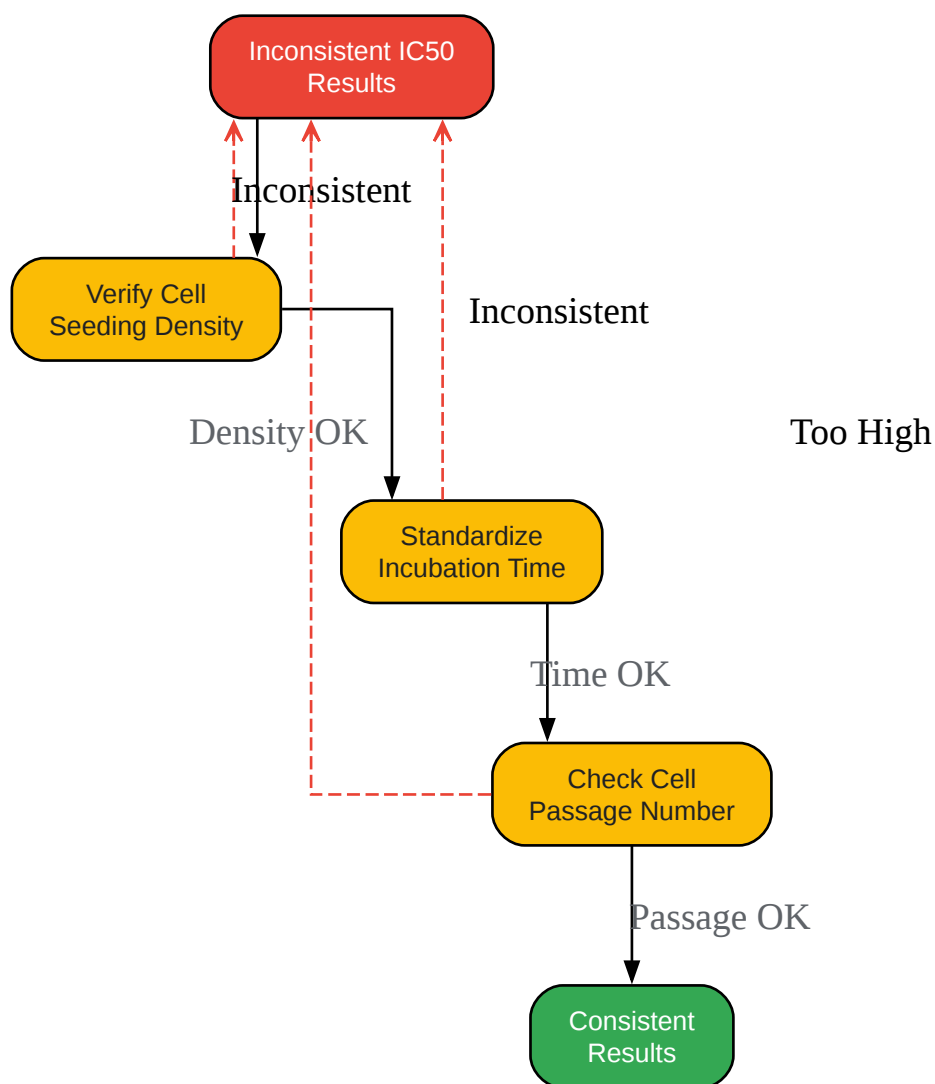 Inconsistent IC50
Results
Inconsistent
Verify Cell
Seeding Density
Inconsistent
Density OK
Too High
Standardize
Incubation Time
Time OK
Check Cell
Passage Number
Passage OK
Consistent
Results